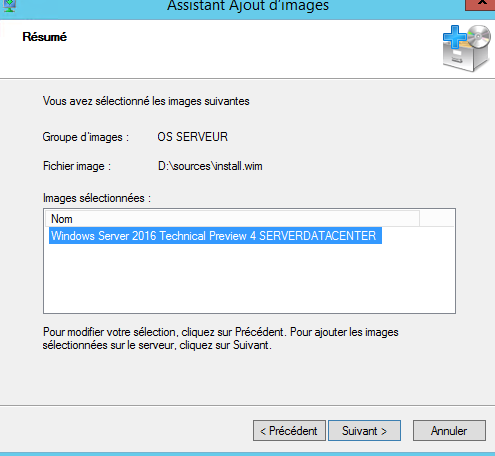 Assistant Ajout d'images
Résumé
Vous avez sélectionné les images suivantes
Groupe d'images : OS SERVEUR
Fichier image : D:\sources\install.wim
Images sélectionnées :
Nom
Windows Server 2016 Technical Preview 4 SERVERDATACENTER
Pour modifier votre sélection, cliquez sur Précédent. Pour ajouter les images
sélectionnées sur le serveur, cliquez sur Suivant.
< Précédent Suivant > Annuler